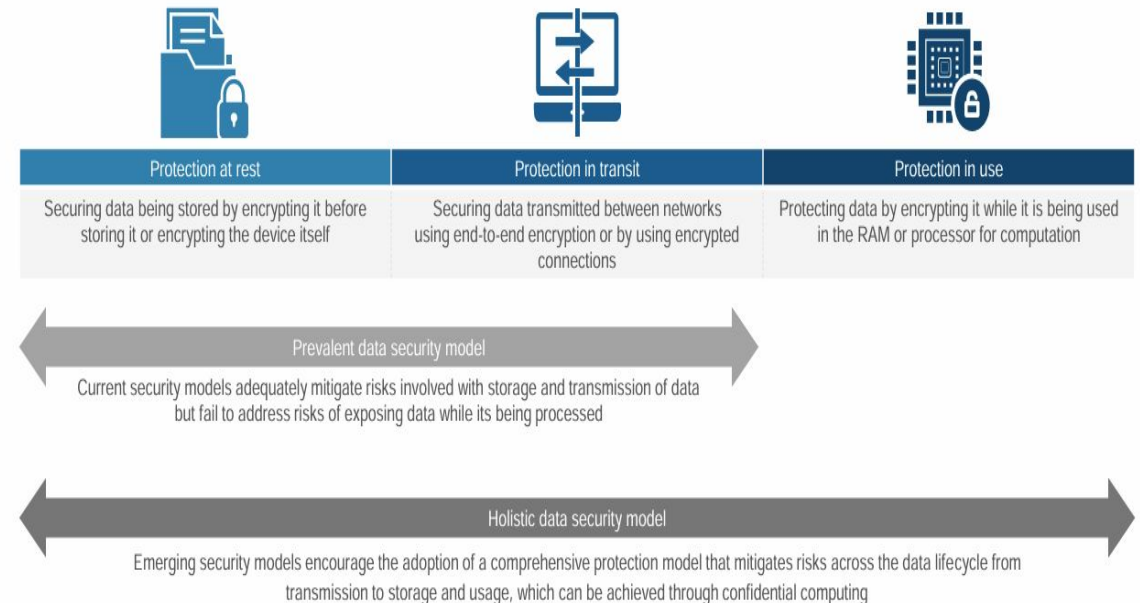 Protection at rest
Protection in transit
Protection in use
Securing data being stored by encrypting it before
storing it or encrypting the device itself
Securing data transmitted between networks
using end-to-end encryption or by using encrypted
connections
Protecting data by encrypting it while it is being used
in the RAM or processor for computation
Prevalent data security model
Current security models adequately mitigate risks involved with storage and transmission of data
but fail to address risks of exposing data while its being processed
Holistic data security model
Emerging security models encourage the adoption of a comprehensive protection model that mitigates risks across the data lifecycle from
transmission to storage and usage, which can be achieved through confidential computing